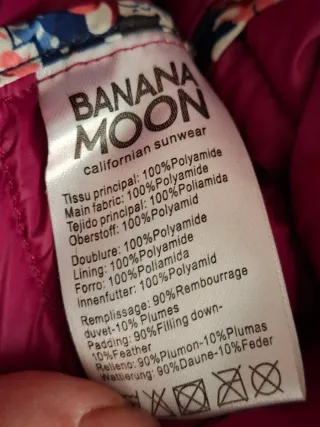 BANANA
MOON
californian sunwear
Tissu principal: 100%Polyamide
Main fabric: 100%Polyamide
Tejido principal: 100%Poliamida
Oberstoff: 100%Polyamid
Doublure: 100%Polyamide
Lining: 100%Polyamide
Forro: 100%Poliamida
Innenfutter: 100%Polyamid
Remplissage: 90%Rembourrage
duvet-10% Plumes
Padding: 90%Filling down-
10%Feather
Relleno: 90%Plumon-10%Plumas
Wattierung: 90%Daune-10%Feder